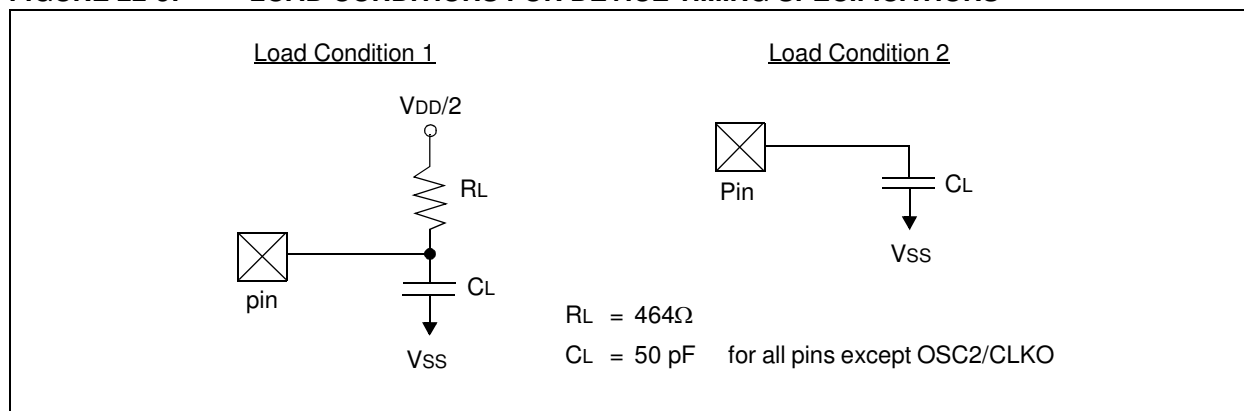 Load Condition 1
Load Condition 2
VDD/2
RL
CL
Pin
CL
VSS
pin
VSS
RL = 464Ω
CL = 50 pF for all pins except OSC2/CLKO